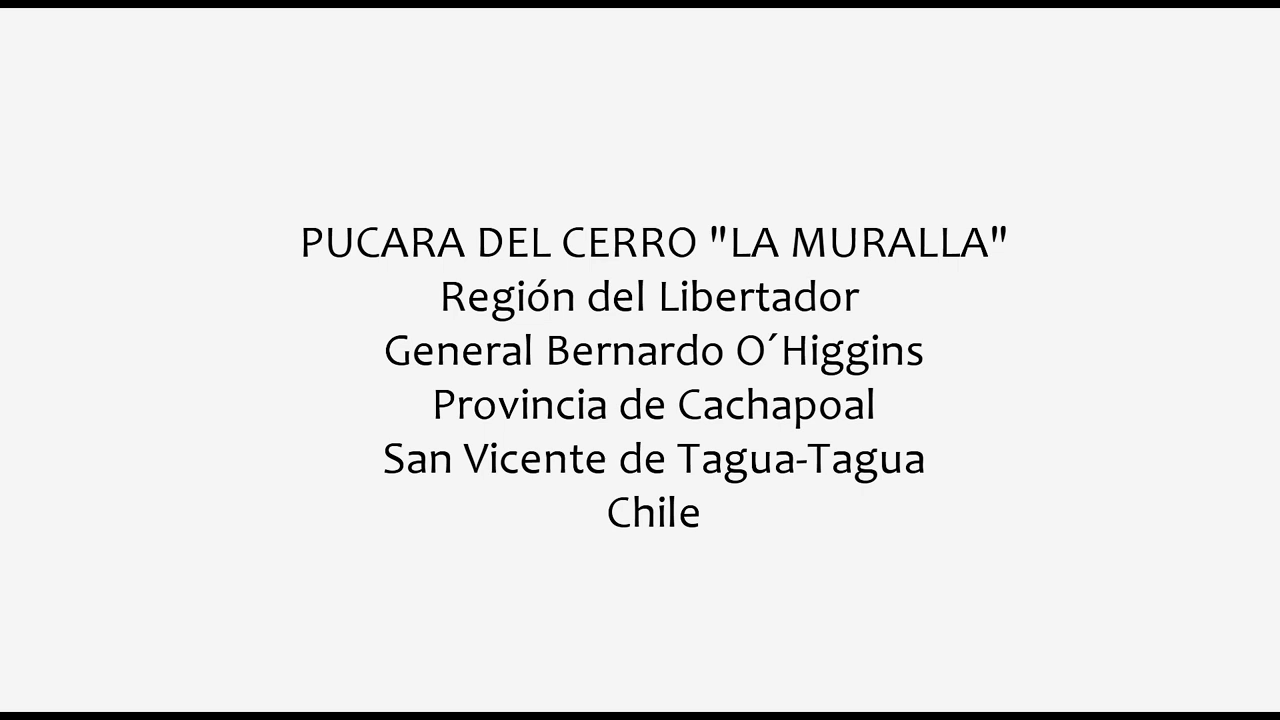 PUCARA DEL CERRO "LA MURALLA"
Región del Libertador
General Bernardo O´Higgins
Provincia de Cachapoal
San Vicente de Tagua-Tagua
Chile